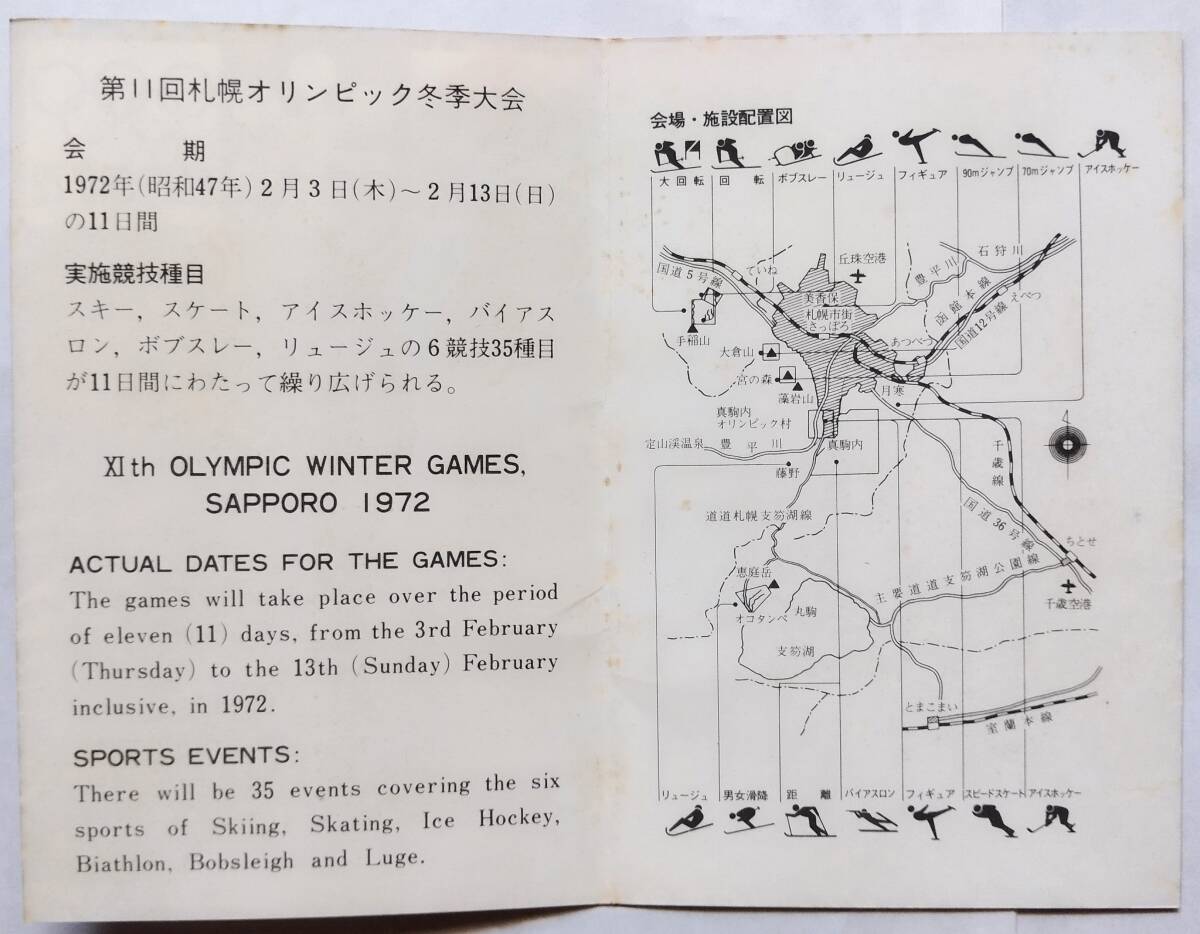 第11回札幌オリンピック冬季大会
会期
1972年(昭和47年)2月3日(木)～2月13日(日)
の11日間
実施競技種目
スキー，スケート，アイスホッケー，バイアス
ロン，ボブスレー，リュージュの6競技35種目
が11日間にわたって繰り広げられる。
XIth OLYMPIC WINTER GAMES,
SAPPORO 1972
ACTUAL DATES FOR THE GAMES:
The games will take place over the period
of eleven (11) days, from the 3rd February
(Thursday) to the 13th (Sunday) February
inclusive, in 1972.
SPORTS EVENTS:
There will be 35 events covering the six
sports of Skiing, Skating, Ice Hockey,
Biathlon, Bobsleigh and Luge.
会場・施設配置図
大回転
回転
ボブスレー
リュージュ
フィギュア
90mジャンプ
70mジャンプ
アイスホッケー
国道5号線
ていね
丘珠空港
豊平川
石狩川
美香保
札幌市街
さっぽろ
函館本線
えべつ
国道12号線
手稲山
大倉山
あつべつ
宮の森
月寒
藻岩山
真駒内
オリンピック村
定山渓温泉
豊平川
真駒内
藤野
千歳線
4
道道札幌支笏湖線
国道36号線
ちとせ
恵庭岳
主要道道支笏湖公園線
千歳空港
オコタンペ
丸駒
支笏湖
とまこまい
室蘭本線
リュージュ
男女滑降
距離
バイアスロン
フィギュア
スピードスケート
アイスホッケー